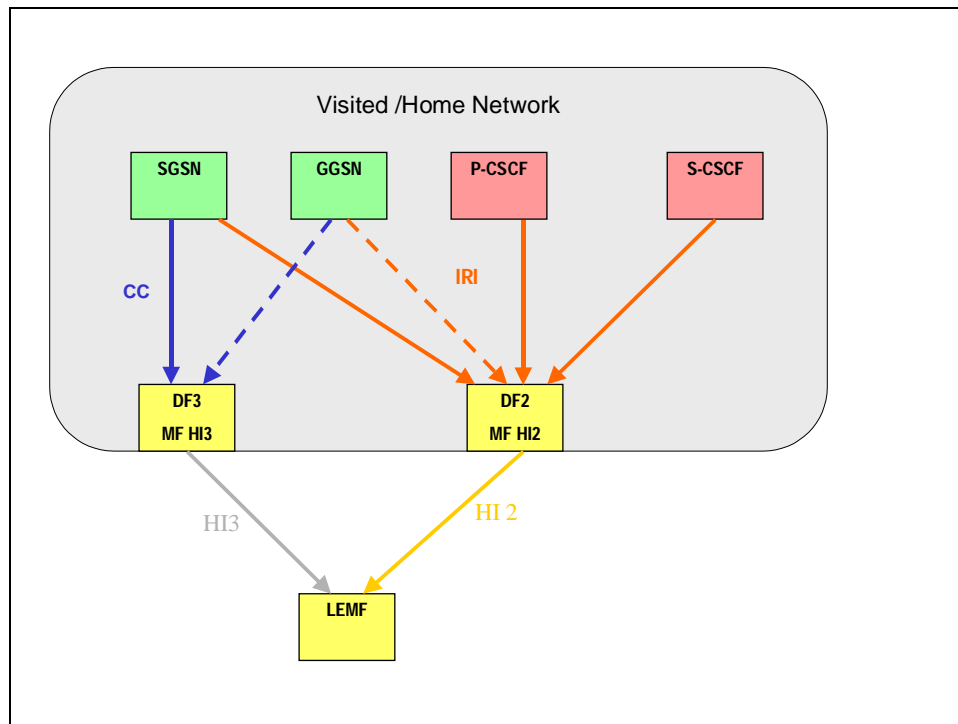 Visited /Home Network
SGSN
GGSN
P-CSCF
S-CSCF
CC
IRI
DF3
MF HI3
DF2
MF HI2
HI3
HI 2
LEMF